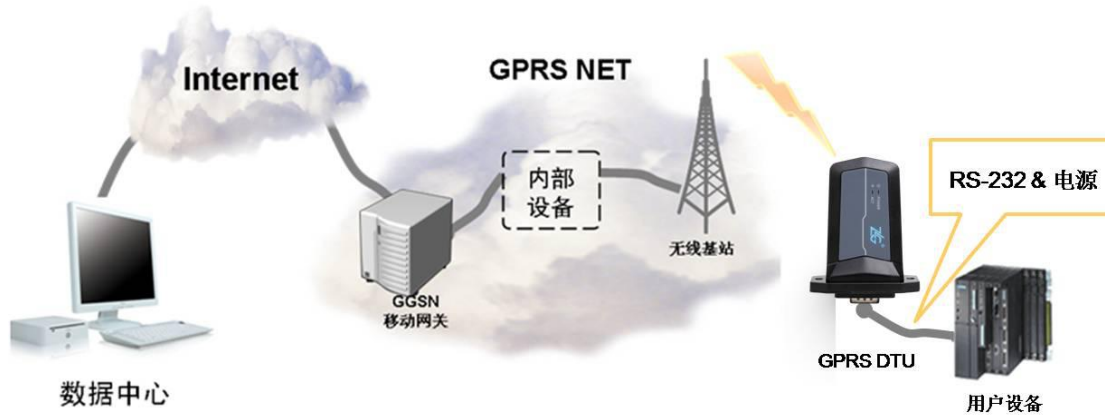 Internet
GPRS NET
内部
设备
RS-232 & 电源
无线基站
GGSN
移动网关
GPRS DTU
数据中心
用户设备